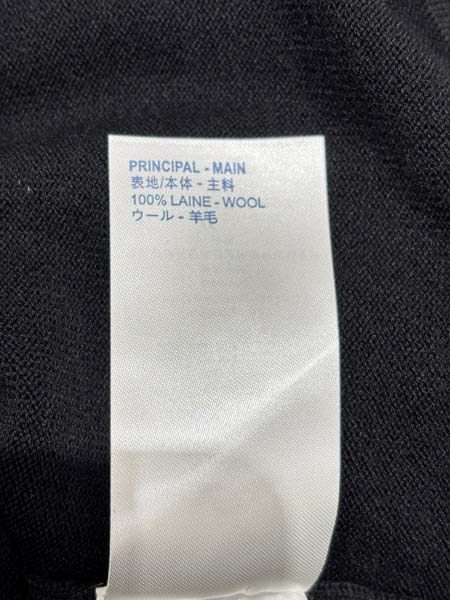 PRINCIPAL - MAIN
表地/本体 - 主料
100% LAINE - WOOL
ウール - 羊毛